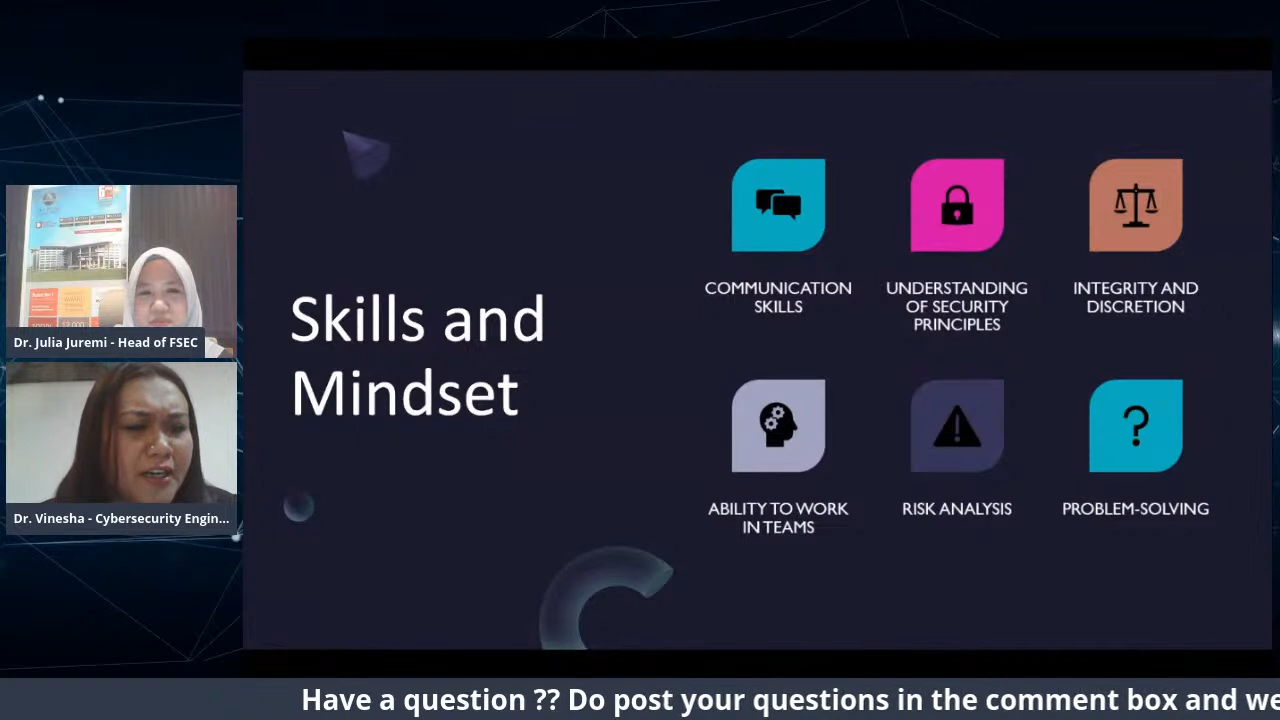 Dr. Julia Juremi - Head of FSEC
Dr. Vinesha - Cybersecurity Engin...
Skills and
Mindset
COMMUNICATION
SKILLS
UNDERSTANDING
OF SECURITY
PRINCIPLES
INTEGRITY AND
DISCRETION
ABILITY TO WORK
IN TEAMS
RISK ANALYSIS
PROBLEM-SOLVING
Have a question ?? Do post your questions in the comment box and we